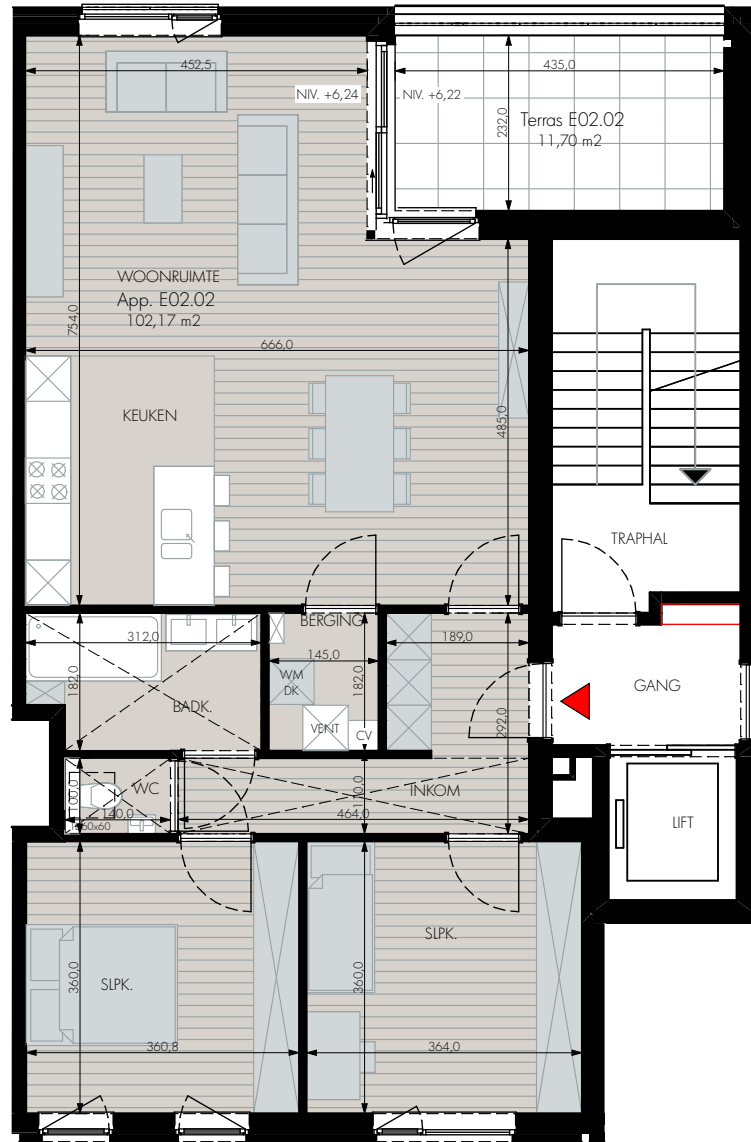 452,5
435,0
NIV. +6,24
NIV. +6,22
232,0
Terras E02.02
11,70 m2
WOONRUIMTE
App. E02.02
102,17 m2
754,0
666,0
KEUKEN
485,0
TRAPHAL
BERGING
312,0
145,0
189,0
182,0
WM
DK
182,0
GANG
BADK.
VENT
CV
292,0
WC
INKOM
110,0
140,0
464,0
60x60
LIFT
SLPK.
SLPK.
360,0
360,0
360,8
364,0